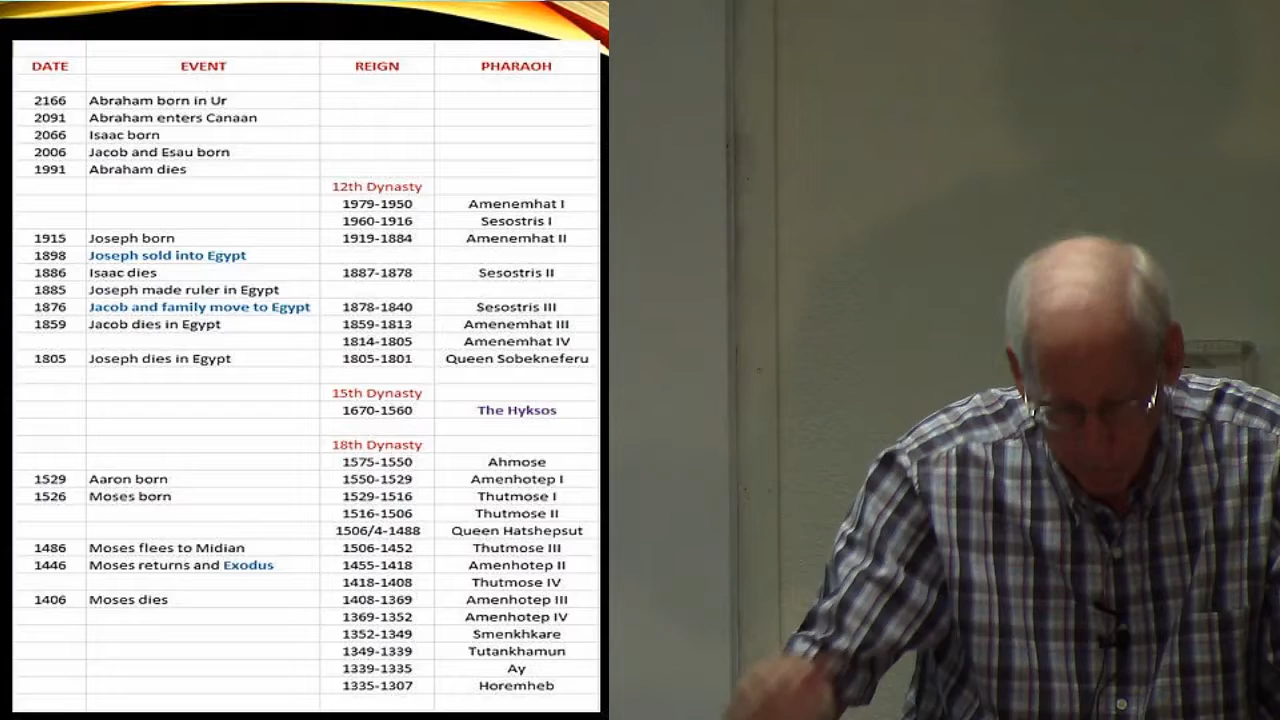 DATE EVENT REIGN PHARAOH
2166 Abraham born in Ur
2091 Abraham enters Canaan
2066 Isaac born
2006 Jacob and Esau born
1991 Abraham dies
12th Dynasty
1979-1950 Amenemhat I
1960-1916 Sesostris I
1915 Joseph born 1919-1884 Amenemhat II
1898 Joseph sold into Egypt
1886 Isaac dies 1887-1878 Sesostris II
1885 Joseph made ruler in Egypt
1876 Jacob and family move to Egypt 1878-1840 Sesostris III
1859 Jacob dies in Egypt 1859-1813 Amenemhat III
1814-1805 Amenemhat IV
1805 Joseph dies in Egypt 1805-1801 Queen Sobekneferu
15th Dynasty
1670-1560 The Hyksos
18th Dynasty
1575-1550 Ahmose
1529 Aaron born 1550-1529 Amenhotep I
1526 Moses born 1529-1516 Thutmose I
1516-1506 Thutmose II
1506/4-1488 Queen Hatshepsut
1486 Moses flees to Midian 1506-1452 Thutmose III
1446 Moses returns and Exodus 1455-1418 Amenhotep II
1418-1408 Thutmose IV
1406 Moses dies 1408-1369 Amenhotep III
1369-1352 Amenhotep IV
1352-1349 Smenkhkare
1349-1339 Tutankhamun
1339-1335 Ay
1335-1307 Horemheb